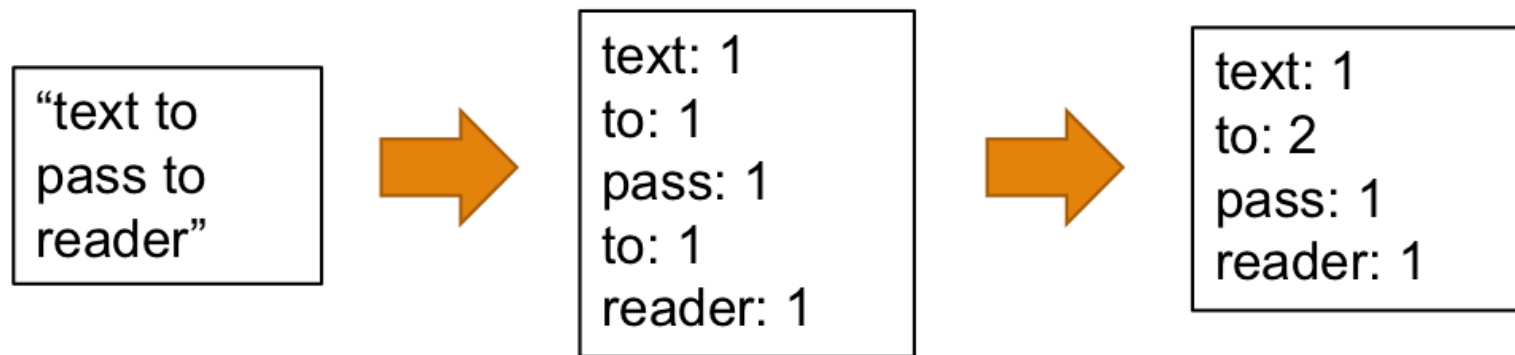 “text to
pass to
reader”
text: 1
to: 1
pass: 1
to: 1
reader: 1
text: 1
to: 2
pass: 1
reader: 1